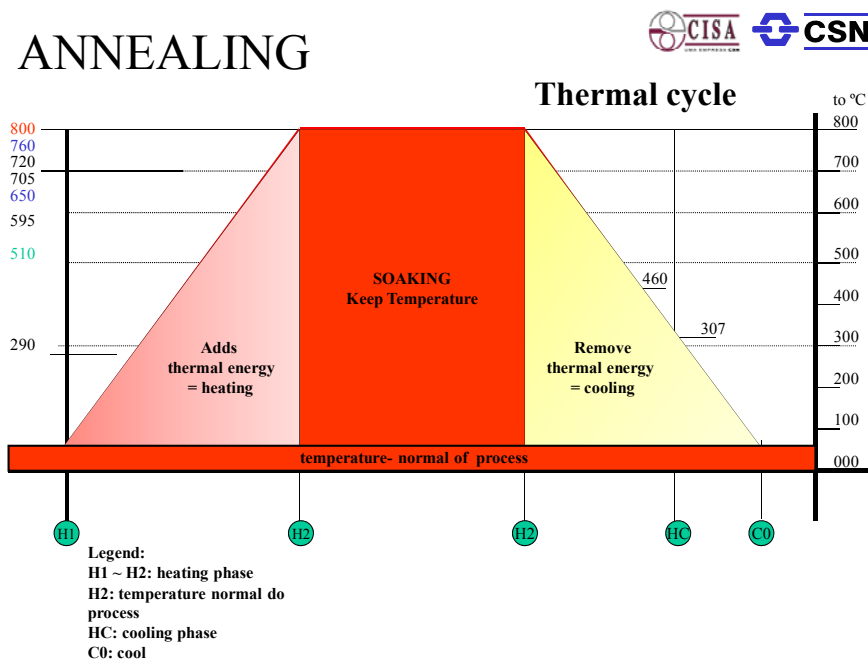 ANNEALING
CISA
UMA EMPRESA CSN
CSN
Thermal cycle
to ºC
800
760
720
705
650
595
510
290
800
700
600
500
400
300
200
100
000
460
307
SOAKING
Keep Temperature
Adds
thermal energy
= heating
Remove
thermal energy
= cooling
temperature- normal of process
H1
H2
H2
HC
C0
Legend:
H1 ~ H2: heating phase
H2: temperature normal do
process
HC: cooling phase
C0: cool